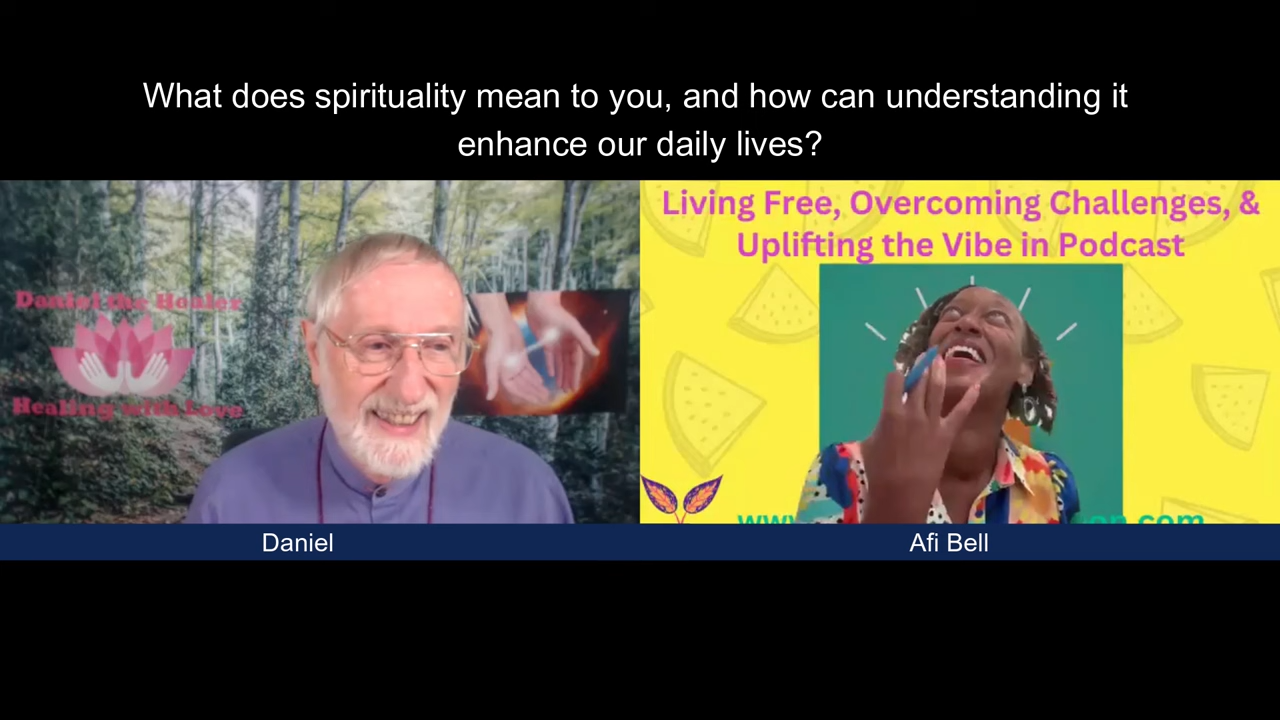 What does spirituality mean to you, and how can understanding it
enhance our daily lives?
Living Free, Overcoming Challenges, &
Uplifting the Vibe in Podcast
Daniel the Healer
Healing with Love
Daniel
Afi Bell